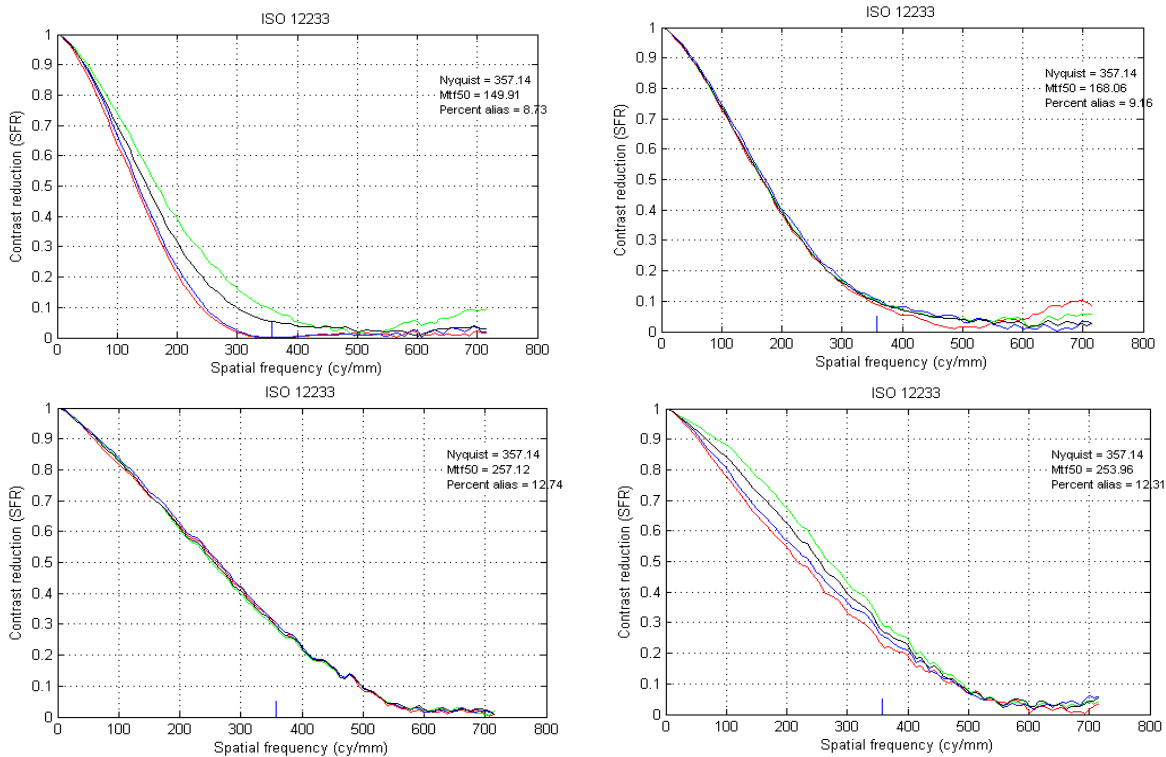 ISO 12233
Nyquist = 357.14
Mtf50 = 149.91
Percent alias = 8.73
Contrast reduction (SFR)
1
0.9
0.8
0.7
0.6
0.5
0.4
0.3
0.2
0.1
0
0 100 200 300 400 500 600 700 800
Spatial frequency (cy/mm)
ISO 12233
Nyquist = 357.14
Mtf50 = 168.06
Percent alias = 9.16
Contrast reduction (SFR)
1
0.9
0.8
0.7
0.6
0.5
0.4
0.3
0.2
0.1
0
0 100 200 300 400 500 600 700 800
Spatial frequency (cy/mm)
ISO 12233
Nyquist = 357.14
Mtf50 = 257.12
Percent alias = 12.74
Contrast reduction (SFR)
1
0.9
0.8
0.7
0.6
0.5
0.4
0.3
0.2
0.1
0
0 100 200 300 400 500 600 700 800
Spatial frequency (cy/mm)
ISO 12233
Nyquist = 357.14
Mtf50 = 253.96
Percent alias = 12.31
Contrast reduction (SFR)
1
0.9
0.8
0.7
0.6
0.5
0.4
0.3
0.2
0.1
0
0 100 200 300 400 500 600 700 800
Spatial frequency (cy/mm)